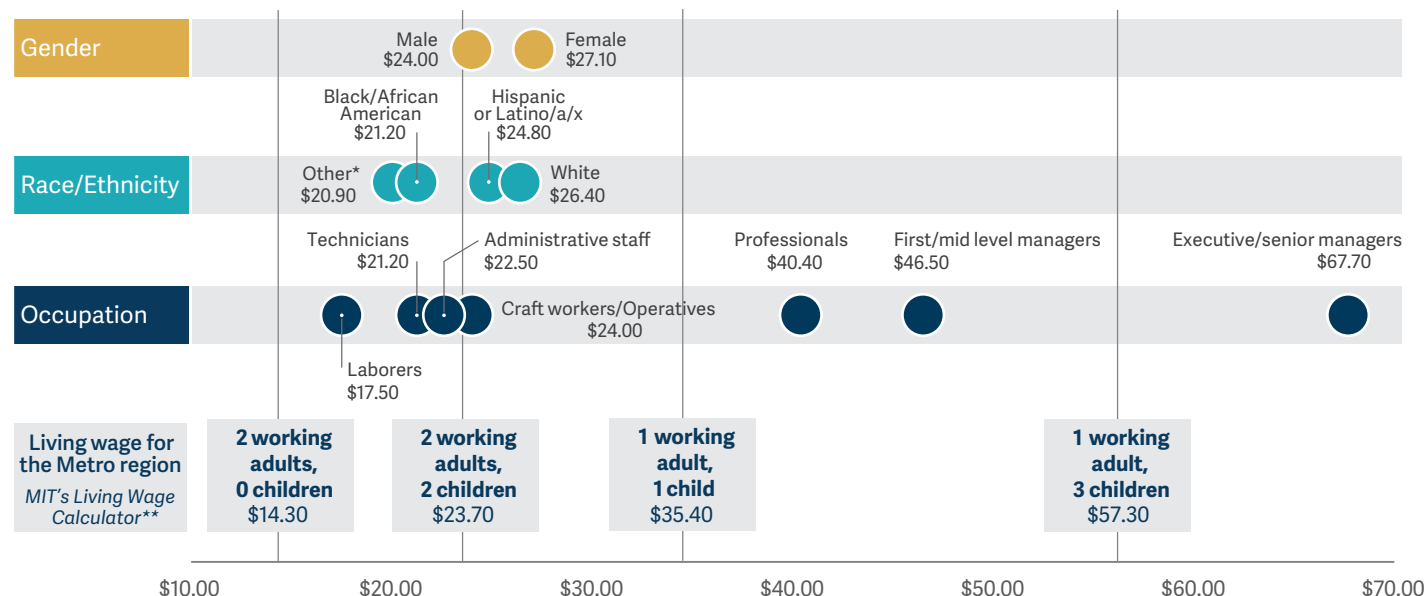 Gender
Male
$24.00
Female
$27.10
Black/African
American
$21.20
Hispanic
or Latino/a/x
$24.80
Race/Ethnicity
Other*
$20.90
White
$26.40
Technicians
$21.20
Administrative staff
$22.50
Professionals
$40.40
First/mid level managers
$46.50
Executive/senior managers
$67.70
Occupation
Craft workers/Operatives
$24.00
Laborers
$17.50
Living wage for
the Metro region
MIT's Living Wage
Calculator**
2 working
adults,
0 children
$14.30
2 working
adults,
2 children
$23.70
1 working
adult,
1 child
$35.40
1 working
adult,
3 children
$57.30
$10.00 $20.00 $30.00 $40.00 $50.00 $60.00 $70.00